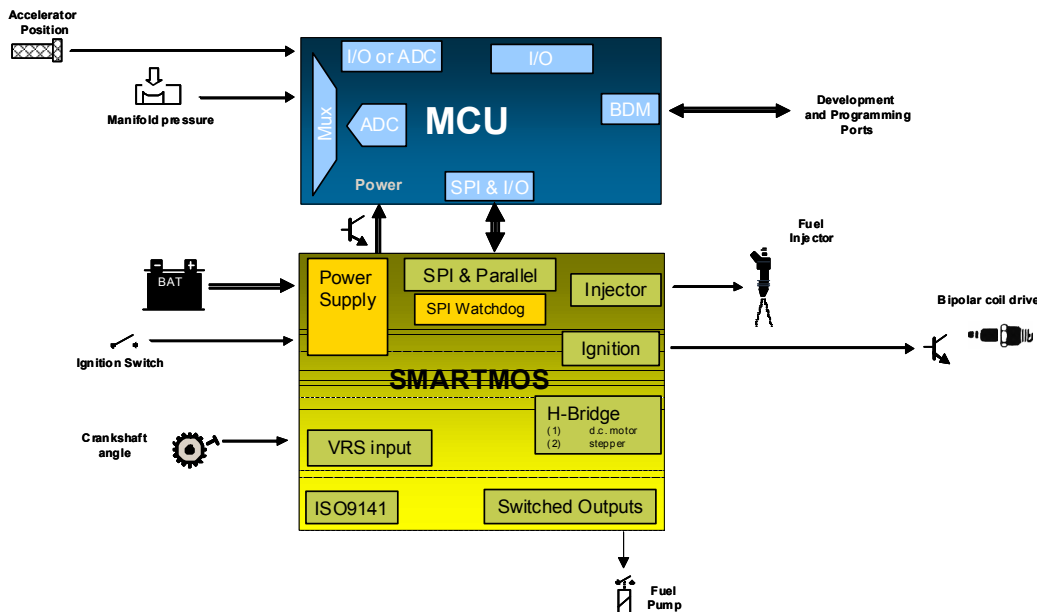 Accelerator
Position
I/O or ADC
I/O
Mux
ADC
MCU
BDM
Development
and Programming
Ports
Manifold pressure
Power
SPI & I/O
Fuel
Injector
BAT
Power
Supply
SPI & Parallel
SPI Watchdog
Injector
Bipolar coil drive
Ignition Switch
Ignition
SMARTMOS
H-Bridge
(1) d.c. motor
(2) stepper
Crankshaft
angle
VRS input
ISO9141
Switched Outputs
Fuel
Pump